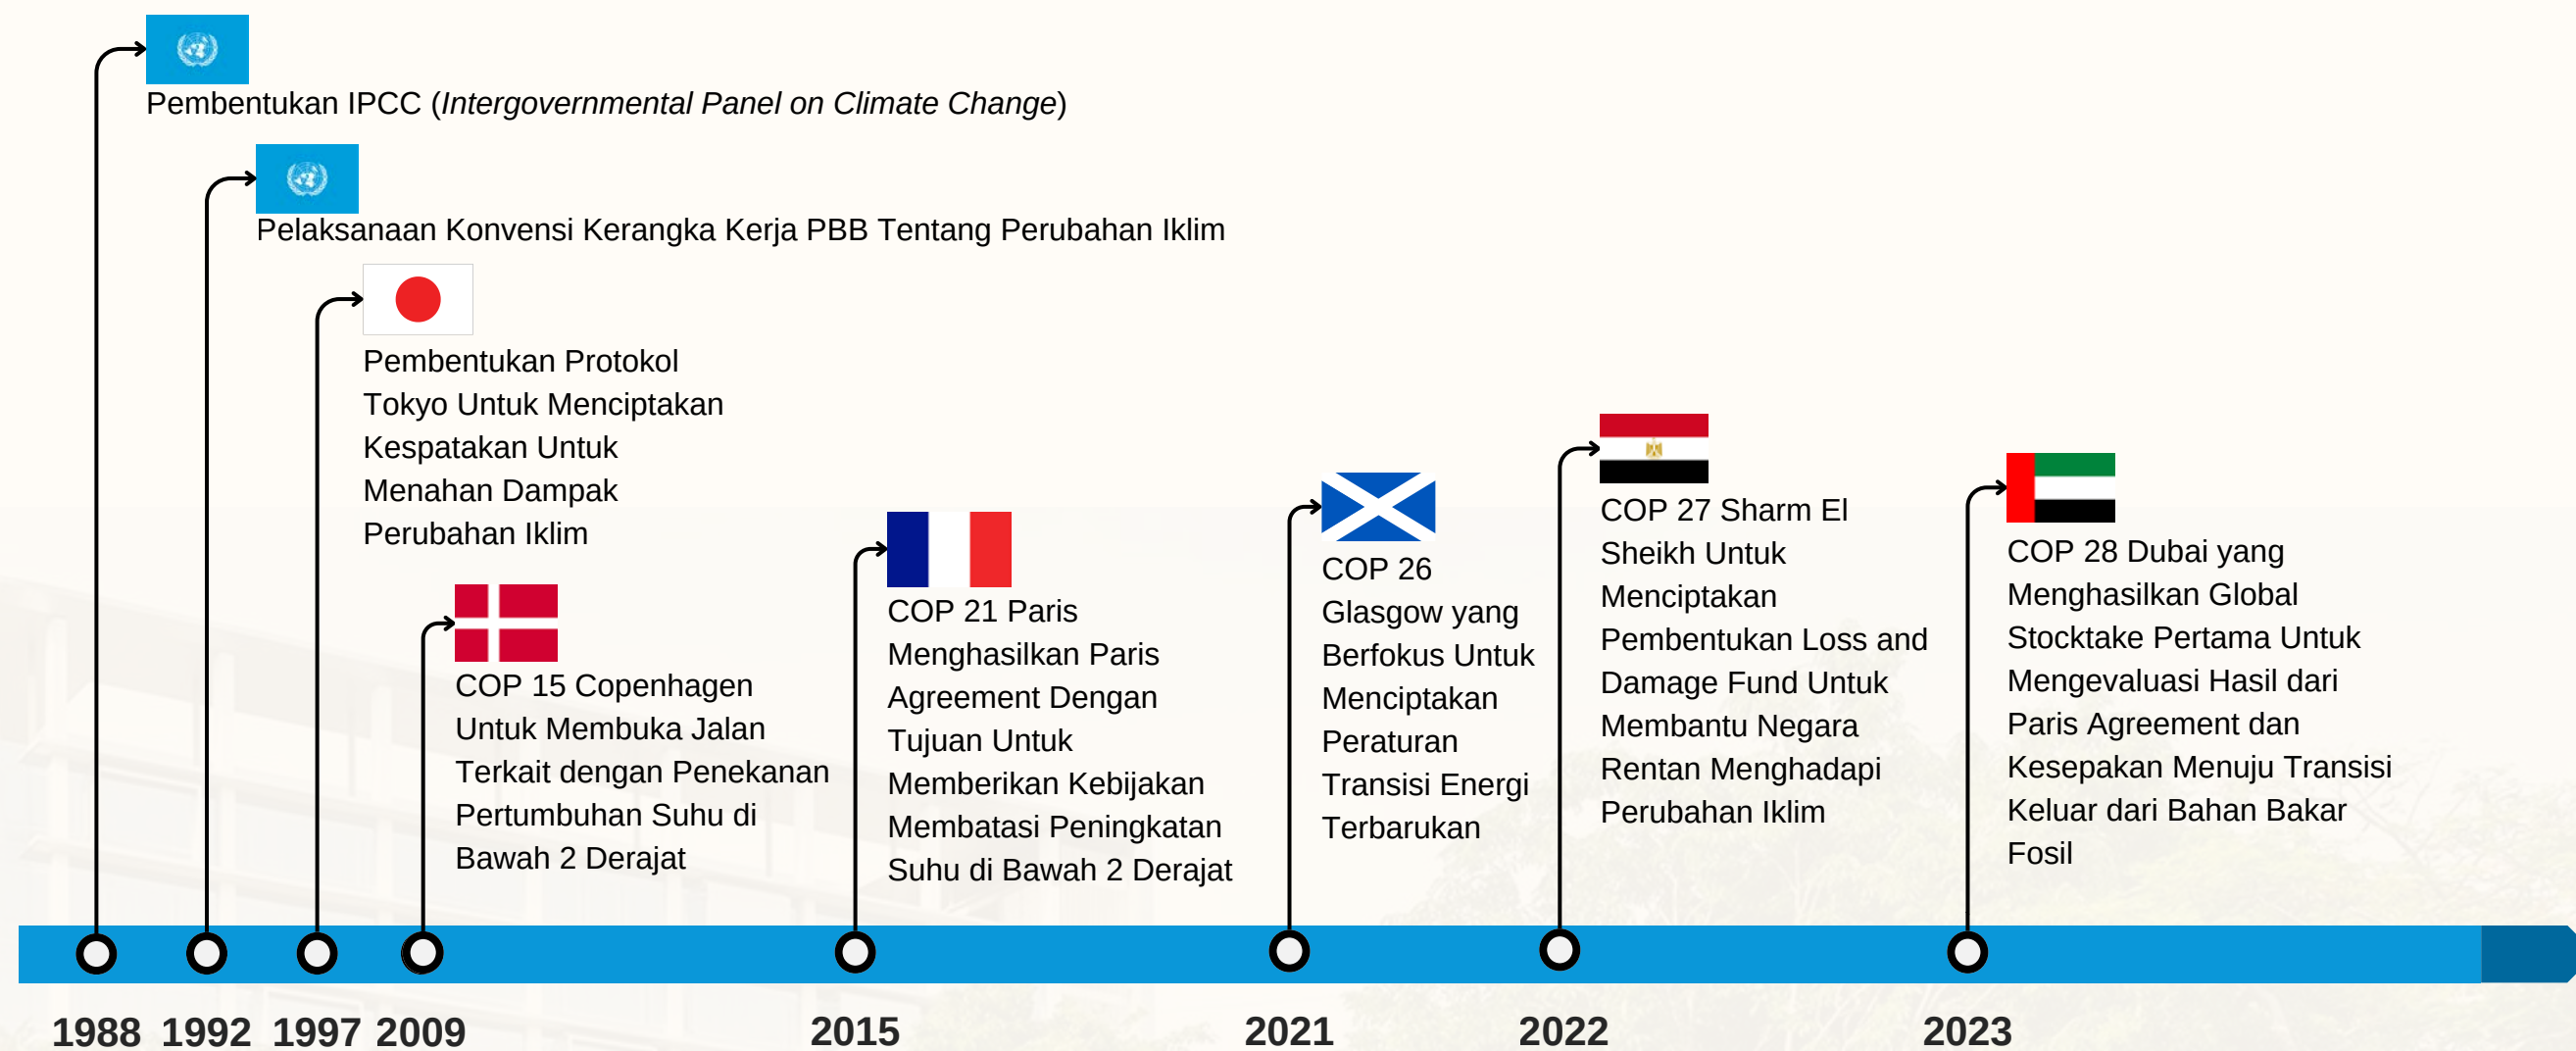 Pembentukan IPCC (Intergovernmental Panel on Climate Change)
Pelaksanaan Konvensi Kerangka Kerja PBB Tentang Perubahan Iklim
Pembentukan Protokol
Tokyo Untuk Menciptakan
Kespatakan Untuk
Menahan Dampak
Perubahan Iklim
COP 15 Copenhagen
Untuk Membuka Jalan
Terkait dengan Penekanan
Pertumbuhan Suhu di
Bawah 2 Derajat
COP 21 Paris
Menghasilkan Paris
Agreement Dengan
Tujuan Untuk
Memberikan Kebijakan
Membatasi Peningkatan
Suhu di Bawah 2 Derajat
COP 26
Glasgow yang
Berfokus Untuk
Menciptakan
Peraturan
Transisi Energi
Terbarukan
COP 27 Sharm El
Sheikh Untuk
Menciptakan
Pembentukan Loss and
Damage Fund Untuk
Membantu Negara
Rentan Menghadapi
Perubahan Iklim
COP 28 Dubai yang
Menghasilkan Global
Stocktake Pertama Untuk
Mengevaluasi Hasil dari
Paris Agreement dan
Kesepakan Menuju Transisi
Keluar dari Bahan Bakar
Fosil
1988 1992 1997 2009 2015 2021 2022 2023